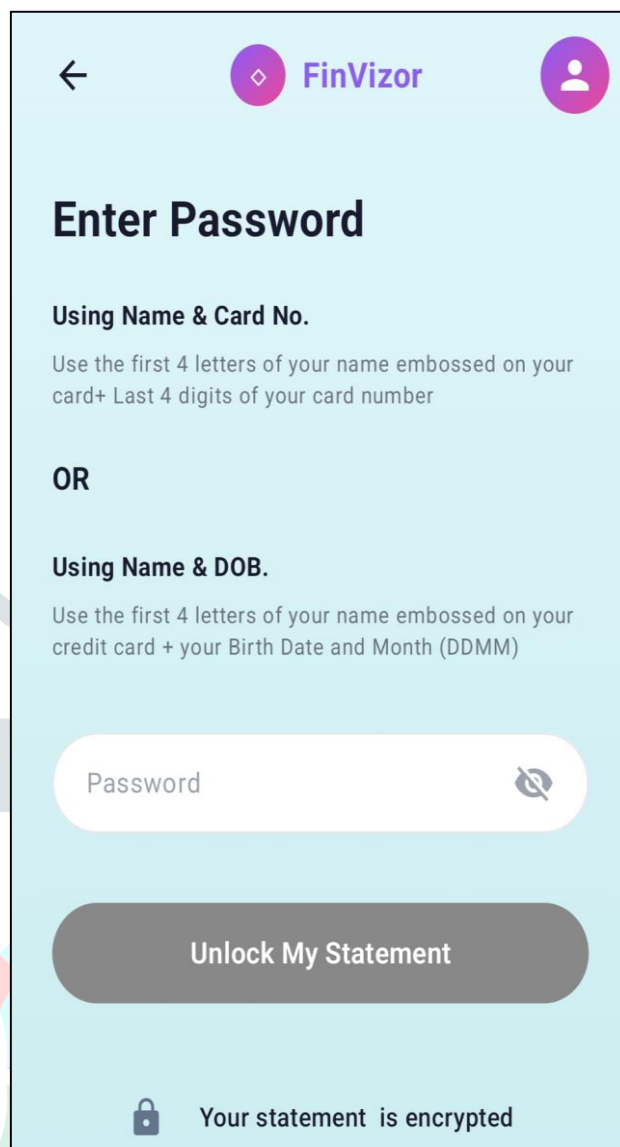 FinVizor
Enter Password
Using Name & Card No.
Use the first 4 letters of your name embossed on your
card+ Last 4 digits of your card number
OR
Using Name & DOB.
Use the first 4 letters of your name embossed on your
credit card + your Birth Date and Month (DDMM)
Password
Unlock My Statement
Your statement is encrypted